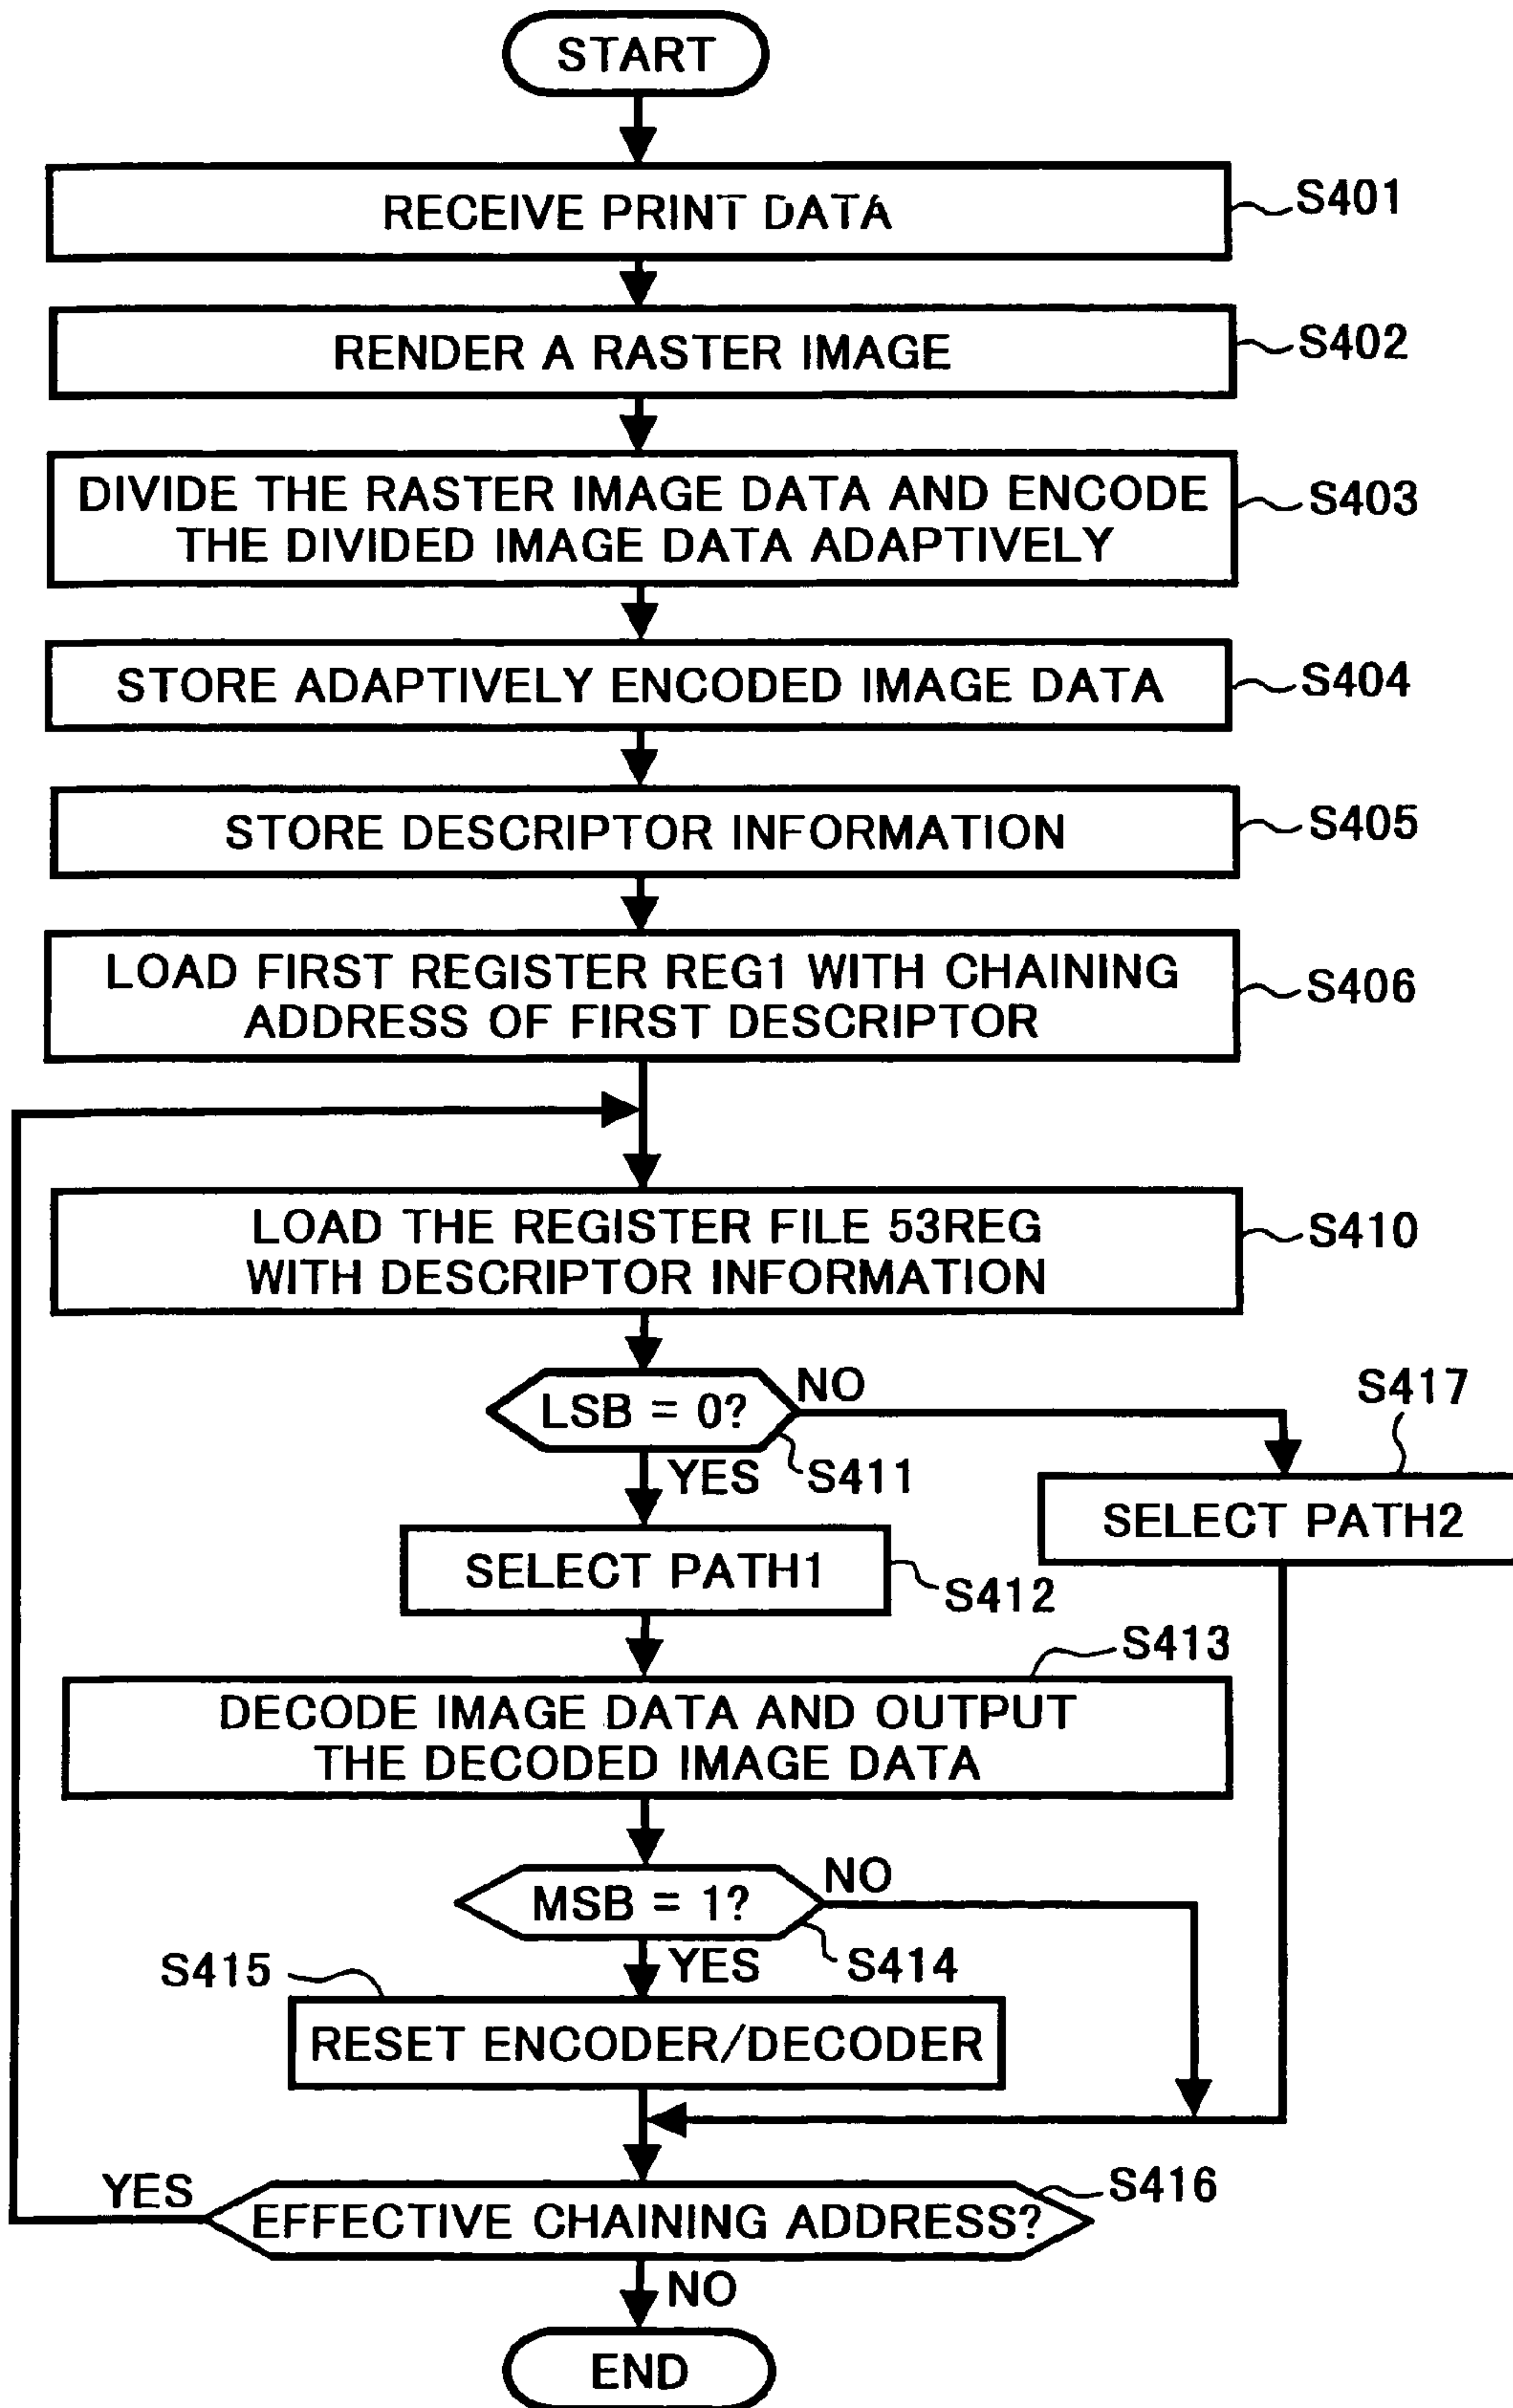 START
RECEIVE PRINT DATA
S401
RENDER A RASTER IMAGE
S402
DIVIDE THE RASTER IMAGE DATA AND ENCODE
THE DIVIDED IMAGE DATA ADAPTIVELY
S403
STORE ADAPTIVELY ENCODED IMAGE DATA
S404
STORE DESCRIPTOR INFORMATION
S405
LOAD FIRST REGISTER REG1 WITH CHAINING
ADDRESS OF FIRST DESCRIPTOR
S406
LOAD THE REGISTER FILE 53REG
WITH DESCRIPTOR INFORMATION
S410
LSB = 0?
NO
S411
YES
S417
SELECT PATH2
SELECT PATH1
S412
S413
DECODE IMAGE DATA AND OUTPUT
THE DECODED IMAGE DATA
MSB = 1?
NO
S414
YES
S415
RESET ENCODER/DECODER
YES
EFFECTIVE CHAINING ADDRESS?
S416
NO
END